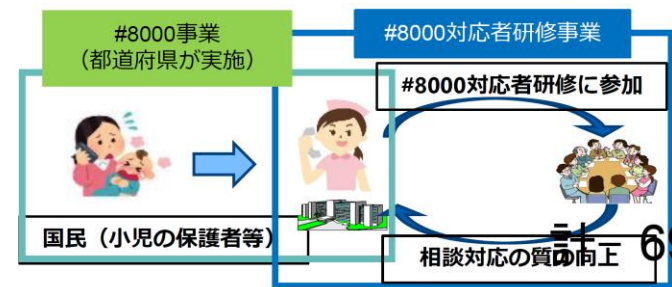 #8000事業
(都道府県が実施)
#8000対応者研修事業
#8000対応者研修に参加
国民(小児の保護者等)
相談対応の質の向上
計- 69